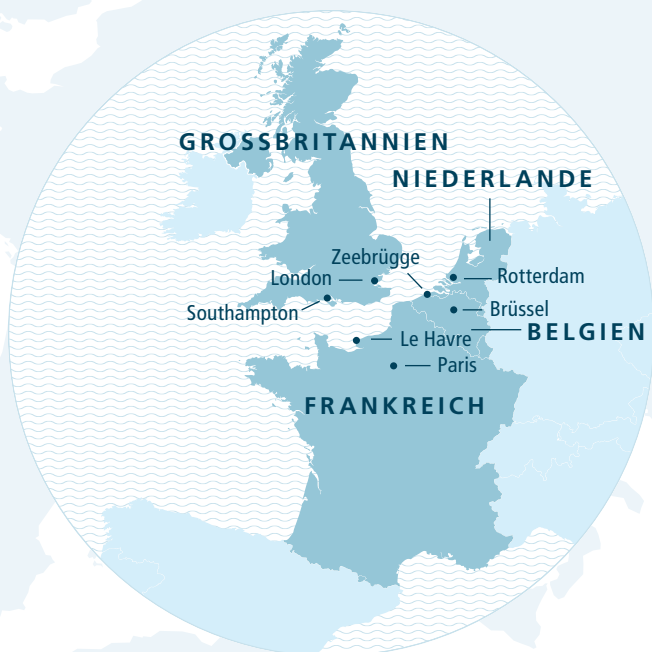 GROSSBRITANNIEN
NIEDERLANDE
Zeebrügge
London
Rotterdam
Southampton
Brüssel
BELGIEN
Le Havre
Paris
FRANKREICH